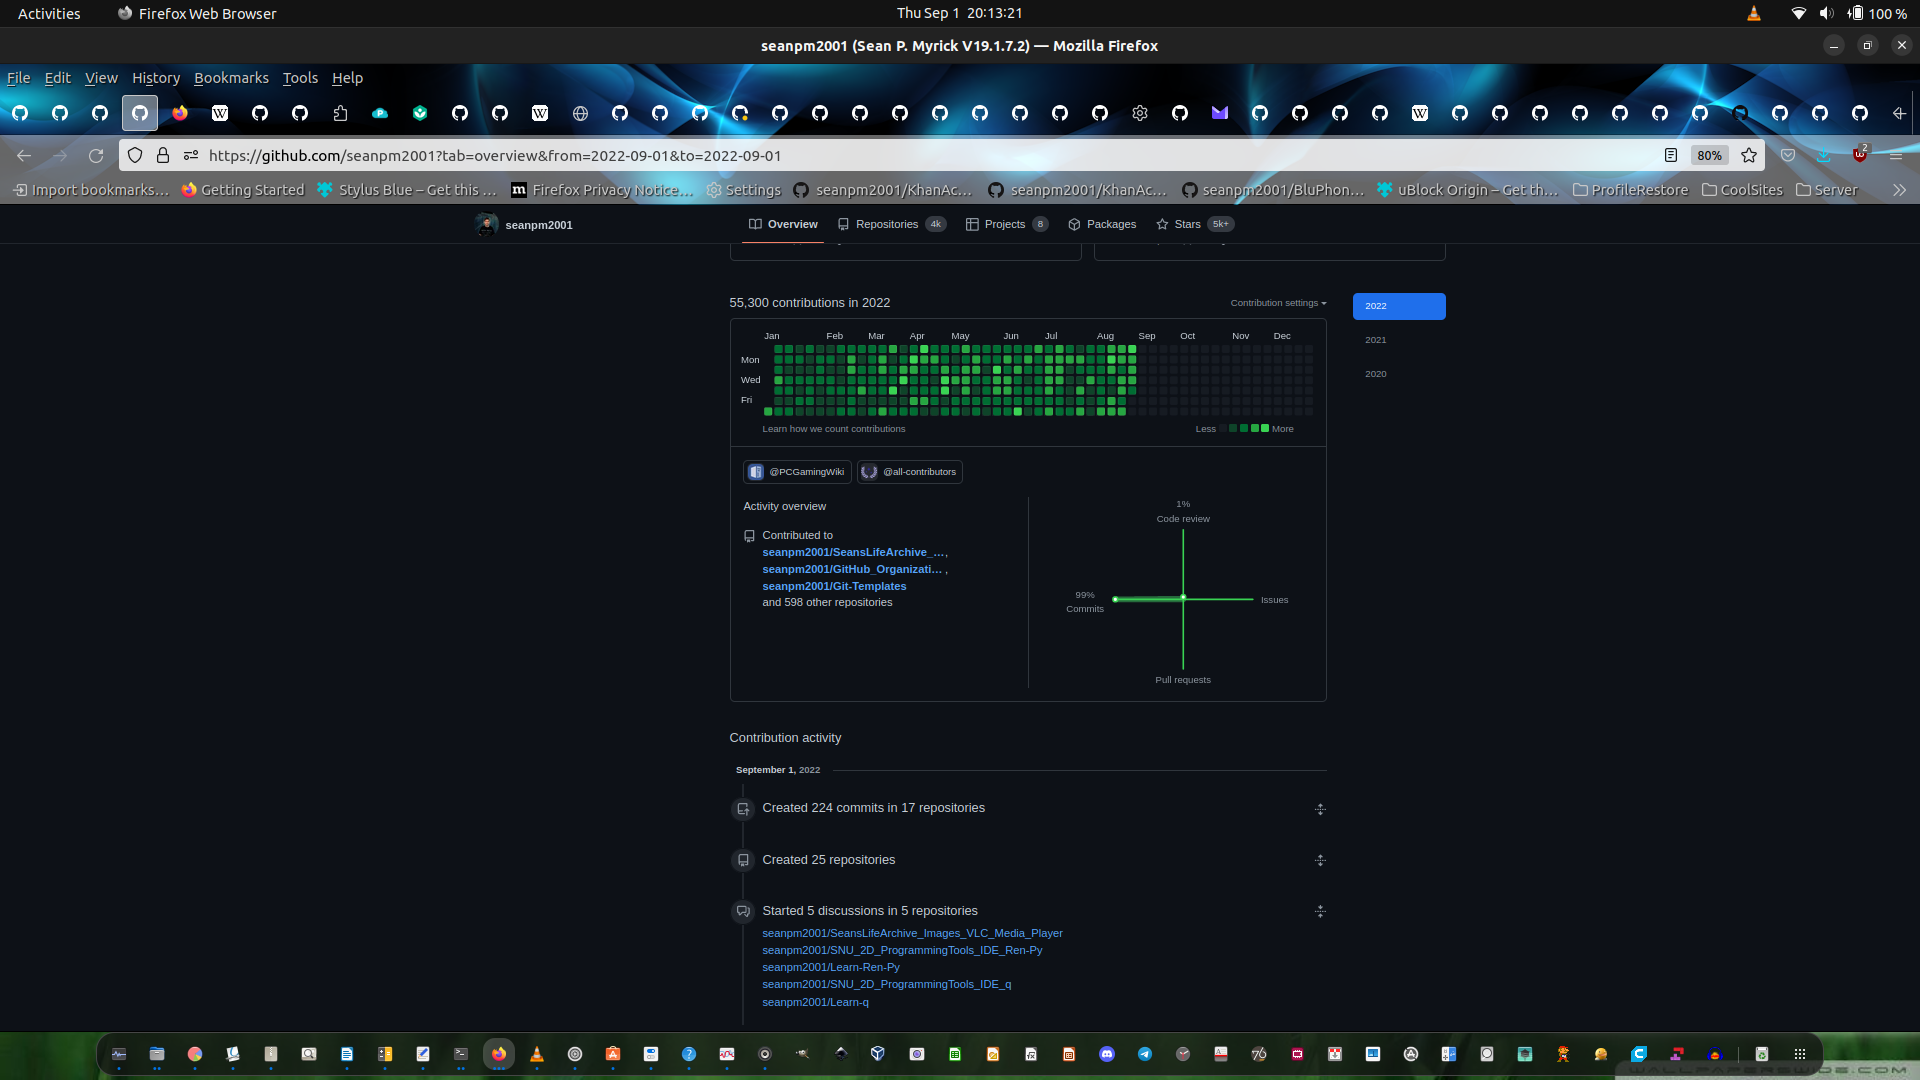 Activities Firefox Web Browser Thu Sep 1 20:13:21 100 %
seanpm2001 (Sean P. Myrick V19.1.7.2) — Mozilla Firefox
File Edit View History Bookmarks Tools Help
https://github.com/seanpm2001?tab=overview&from=2022-09-01&to=2022-09-01 80% 2
Import bookmarks… Getting Started Stylus Blue – Get this … Firefox Privacy Notice… Settings seanpm2001/KhanAc… seanpm2001/KhanAc… seanpm2001/BluPhon… uBlock Origin – Get th… ProfileRestore CoolSites Server
seanpm2001 Overview Repositories 4k Projects 8 Packages Stars 5k+
55,300 contributions in 2022 Contribution settings 2022
2021
2020
Jan Feb Mar Apr May Jun Jul Aug Sep Oct Nov Dec
Mon
Wed
Fri
Learn how we count contributions Less More
@PCGamingWiki @all-contributors
Activity overview
Contributed to
seanpm2001/SeansLifeArchive_…,
seanpm2001/GitHub_Organizati… ,
seanpm2001/Git-Templates
and 598 other repositories
1%
Code review
99%
Commits
Issues
Pull requests
Contribution activity
September 1, 2022
Created 224 commits in 17 repositories
Created 25 repositories
Started 5 discussions in 5 repositories
seanpm2001/SeansLifeArchive_Images_VLC_Media_Player
seanpm2001/SNU_2D_ProgrammingTools_IDE_Ren-Py
seanpm2001/Learn-Ren-Py
seanpm2001/SNU_2D_ProgrammingTools_IDE_q
seanpm2001/Learn-q
WALLPAPERSWIDE.COM